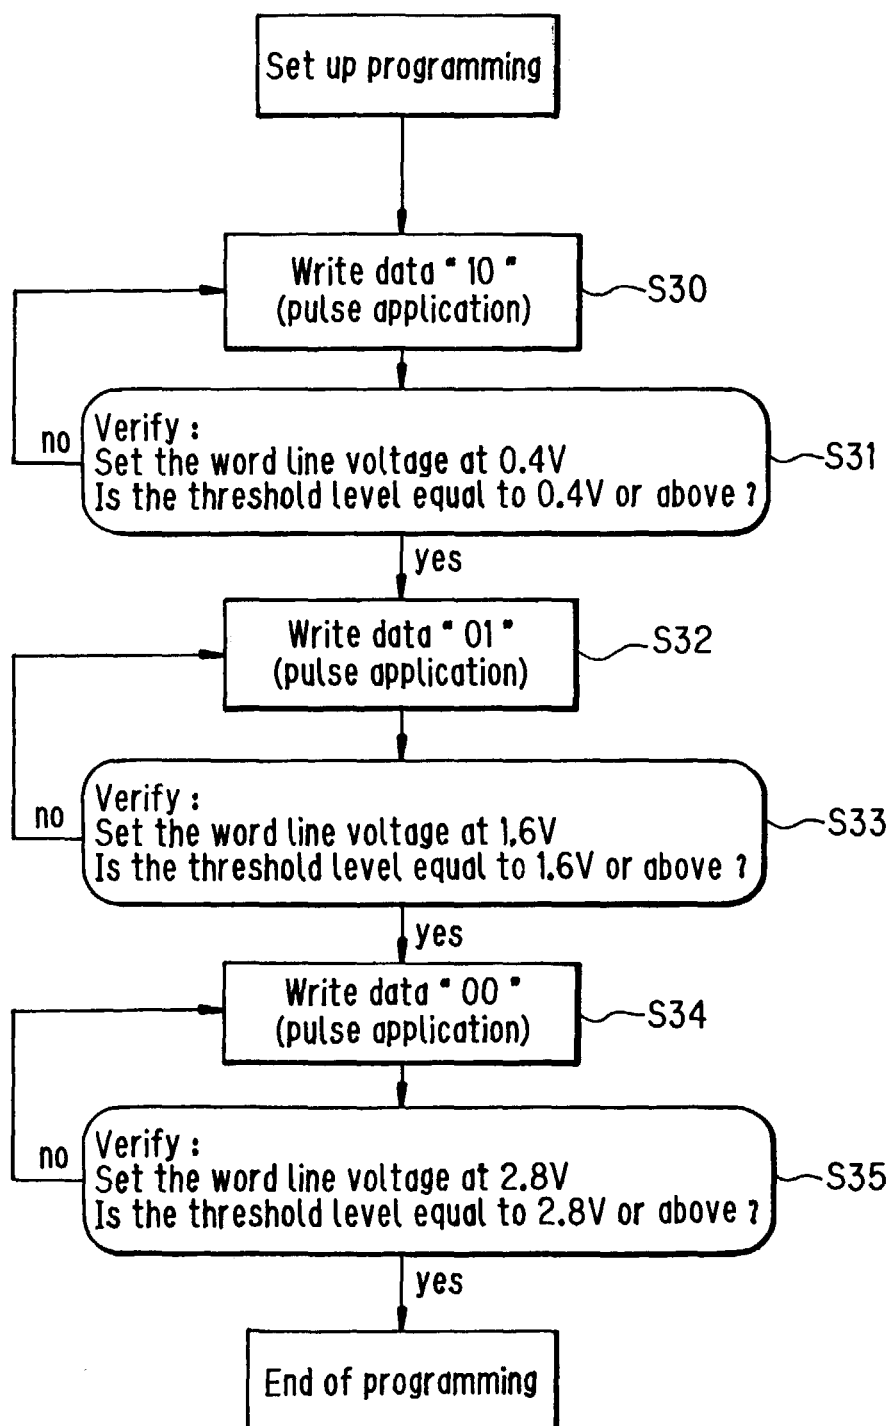 Set up programming
Write data " 10 "
(pulse application)
S30
no
Verify :
Set the word line voltage at 0.4V
Is the threshold level equal to 0.4V or above ?
S31
yes
Write data " 01 "
(pulse application)
S32
no
Verify :
Set the word line voltage at 1.6V
Is the threshold level equal to 1.6V or above ?
S33
yes
Write data " 00 "
(pulse application)
S34
no
Verify :
Set the word line voltage at 2.8V
Is the threshold level equal to 2.8V or above ?
S35
yes
End of programming